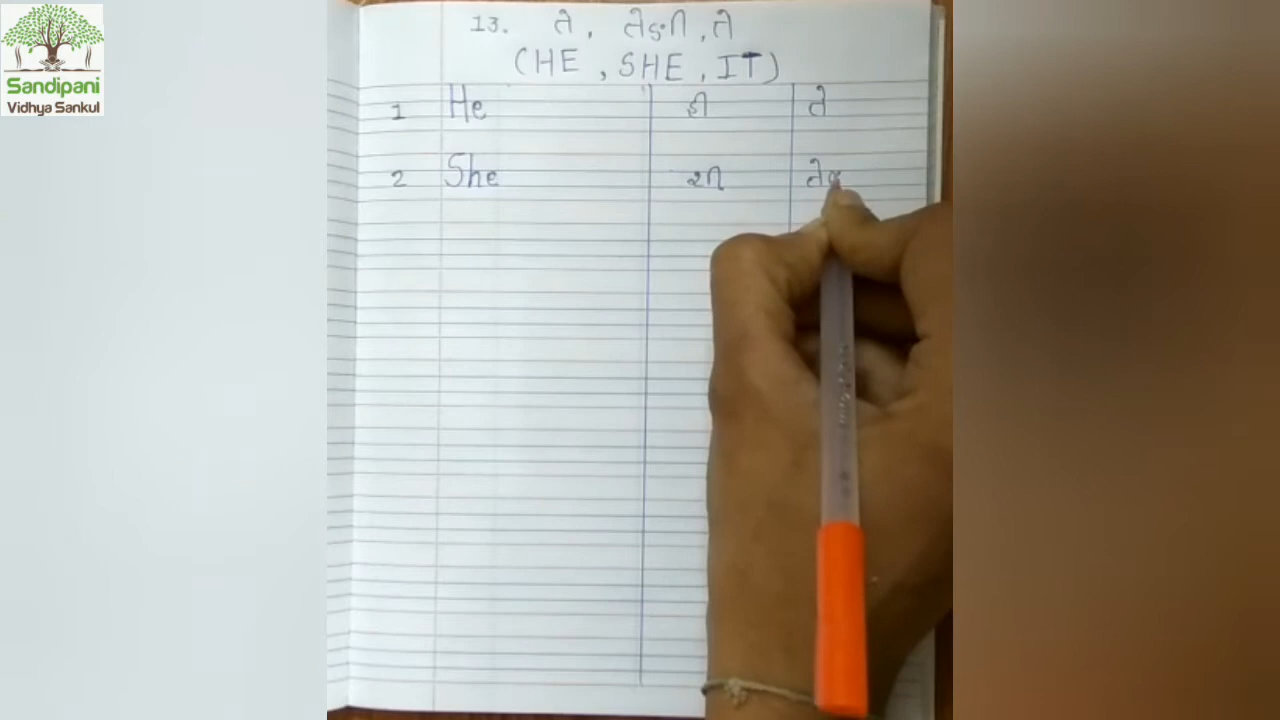 Sandipani
Vidhya Sankul
13. તે, તેણી, તે
(HE, SHE, IT)
1 He હી તે
2 She શી